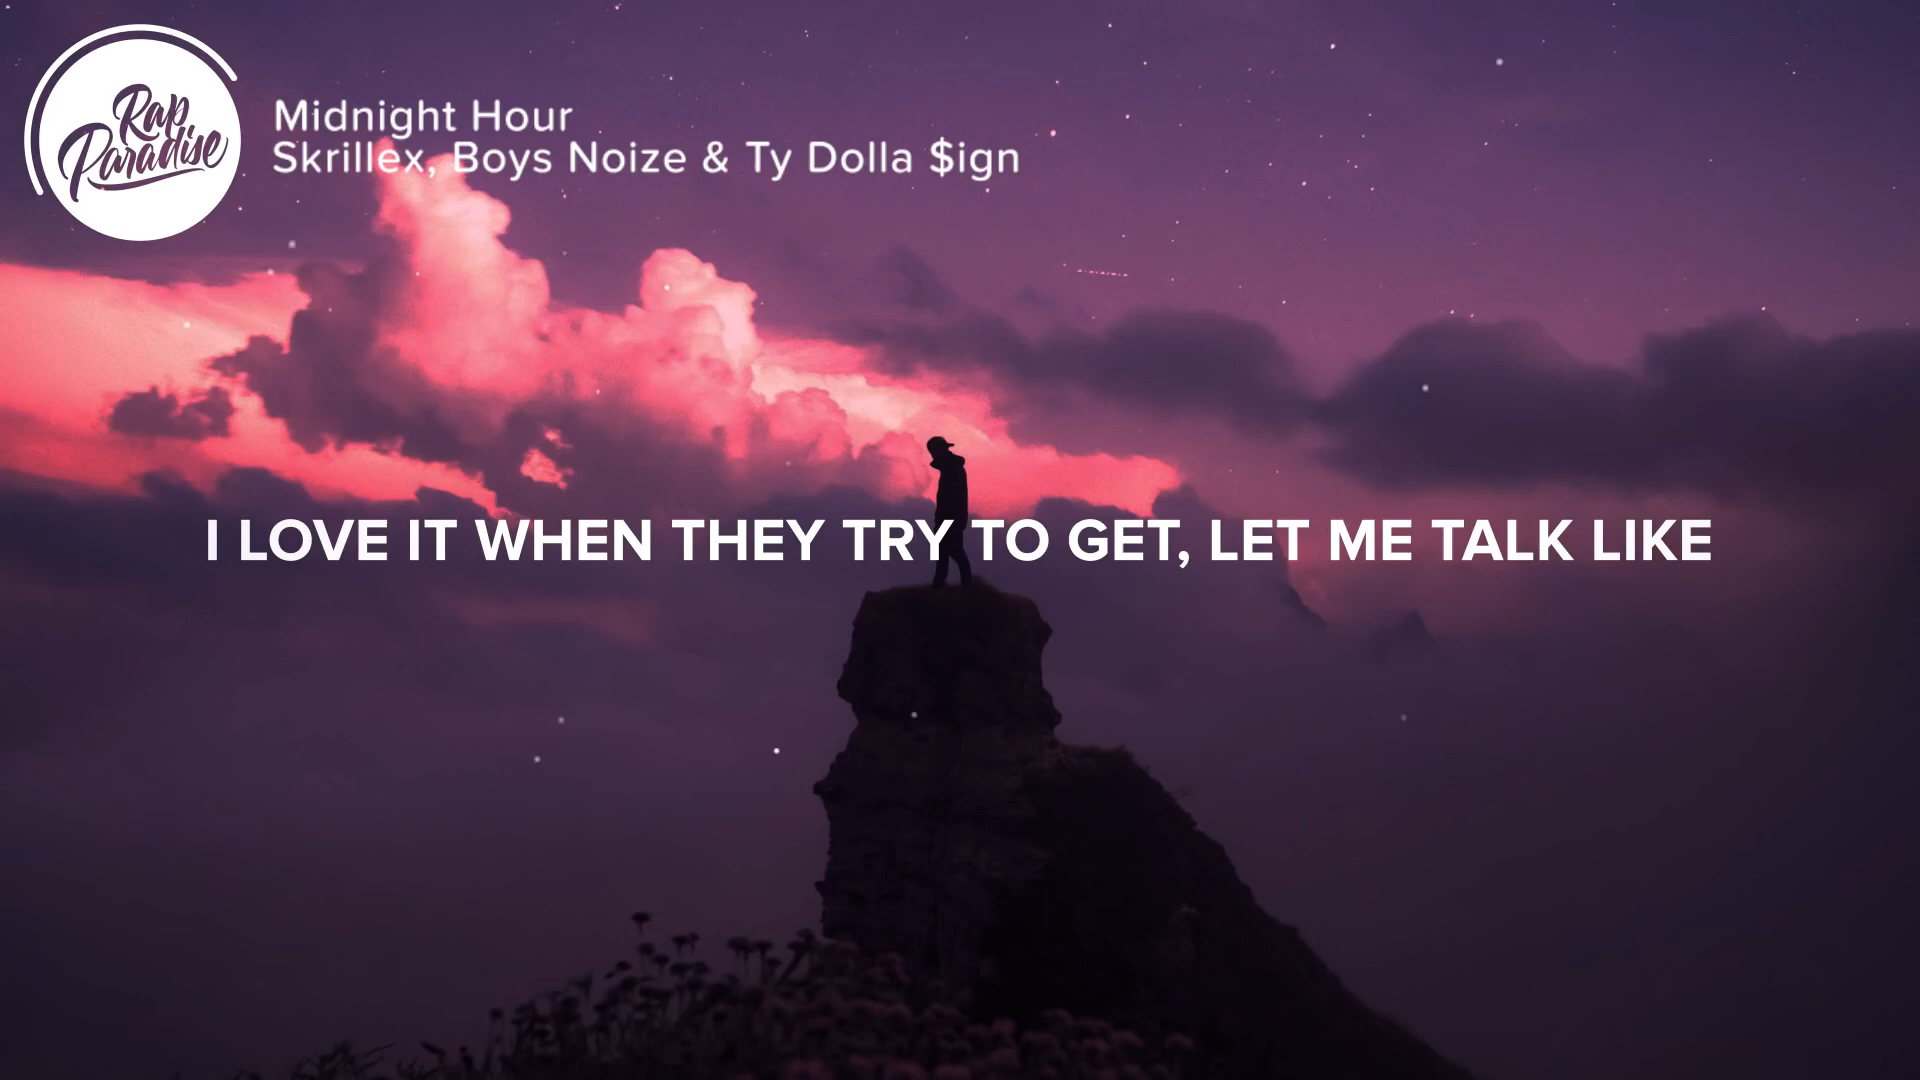 Rap
Paradise
Midnight Hour
Skrillex, Boys Noize & Ty Dolla $ign
I LOVE IT WHEN THEY TRY TO GET, LET ME TALK LIKE